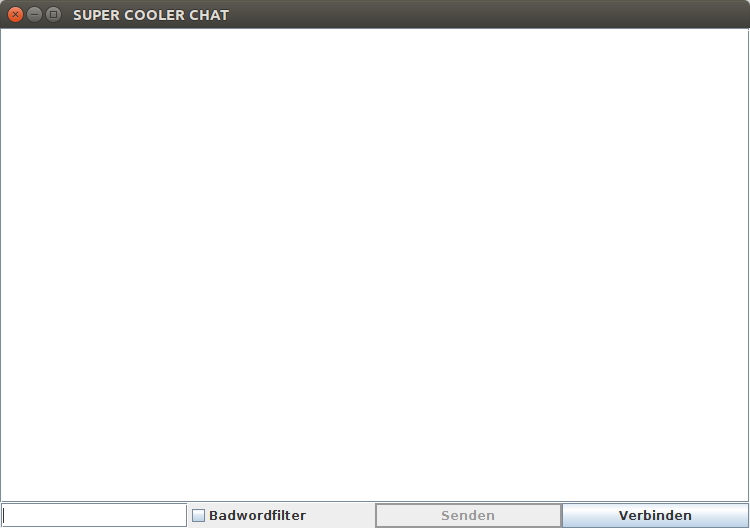 SUPER COOLER CHAT
Badwordfilter Senden Verbinden